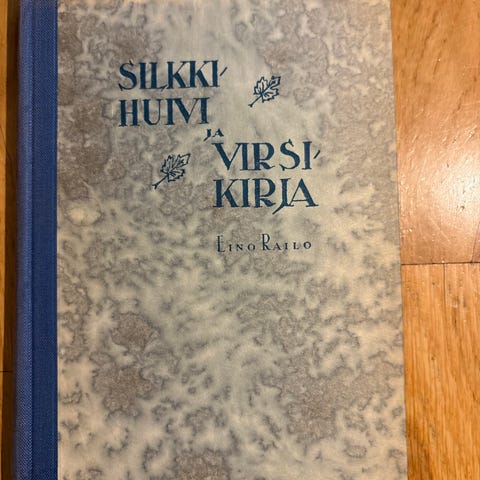 SILKKI-
HUIVI
JA
VIRSI-
KIRJA
EINO RAILO